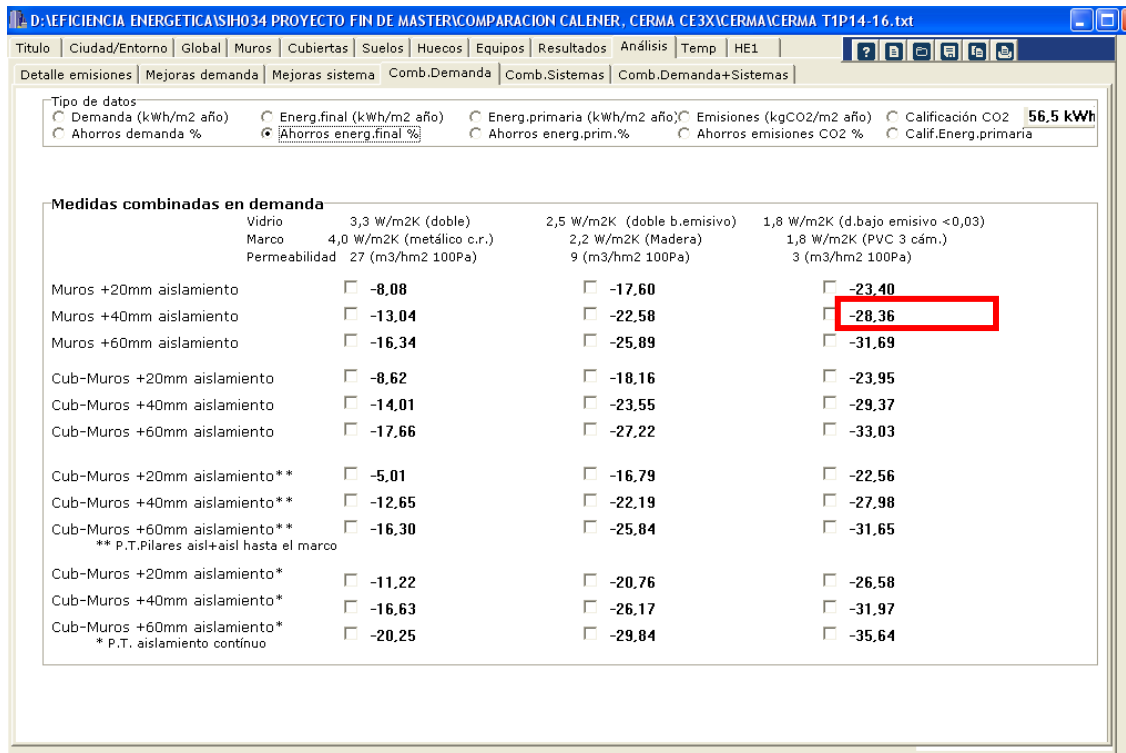 D:\EFICIENCIA ENERGETICA\SIH034 PROYECTO FIN DE MASTER\COMPARACION CALENER, CERMA CE3X\CERMA\CERMA T1P14-16.txt
Titulo Ciudad/Entorno Global Muros Cubiertas Suelos Huecos Equipos Resultados Análisis Temp HE1
Detalle emisiones Mejoras demanda Mejoras sistema Comb.Demanda Comb.Sistemas Comb.Demanda+Sistemas
Tipo de datos
Demanda (kWh/m2 año) Energ.final (kWh/m2 año) Energ.primaria (kWh/m2 año) Emisiones (kgCO2/m2 año) Calificación CO2 56,5 kWh
Ahorros demanda % Ahorros energ.final % Ahorros energ.prim.% Ahorros emisiones CO2 % Calif.Energ.primaria
Medidas combinadas en demanda
Vidrio 3,3 W/m2K (doble) 2,5 W/m2K (doble b.emisivo) 1,8 W/m2K (d.bajo emisivo <0,03)
Marco 4,0 W/m2K (metálico c.r.) 2,2 W/m2K (Madera) 1,8 W/m2K (PVC 3 cám.)
Permeabilidad 27 (m3/hm2 100Pa) 9 (m3/hm2 100Pa) 3 (m3/hm2 100Pa)
Muros +20mm aislamiento -8,08 -17,60 -23,40
Muros +40mm aislamiento -13,04 -22,58 -28,36
Muros +60mm aislamiento -16,34 -25,89 -31,69
Cub-Muros +20mm aislamiento -8,62 -18,16 -23,95
Cub-Muros +40mm aislamiento -14,01 -23,55 -29,37
Cub-Muros +60mm aislamiento -17,66 -27,22 -33,03
Cub-Muros +20mm aislamiento** -5,01 -16,79 -22,56
Cub-Muros +40mm aislamiento** -12,65 -22,19 -27,98
Cub-Muros +60mm aislamiento** -16,30 -25,84 -31,65
** P.T.Pilares aisl+aisl hasta el marco
Cub-Muros +20mm aislamiento* -11,22 -20,76 -26,58
Cub-Muros +40mm aislamiento* -16,63 -26,17 -31,97
Cub-Muros +60mm aislamiento* -20,25 -29,84 -35,64
* P.T. aislamiento contínuo